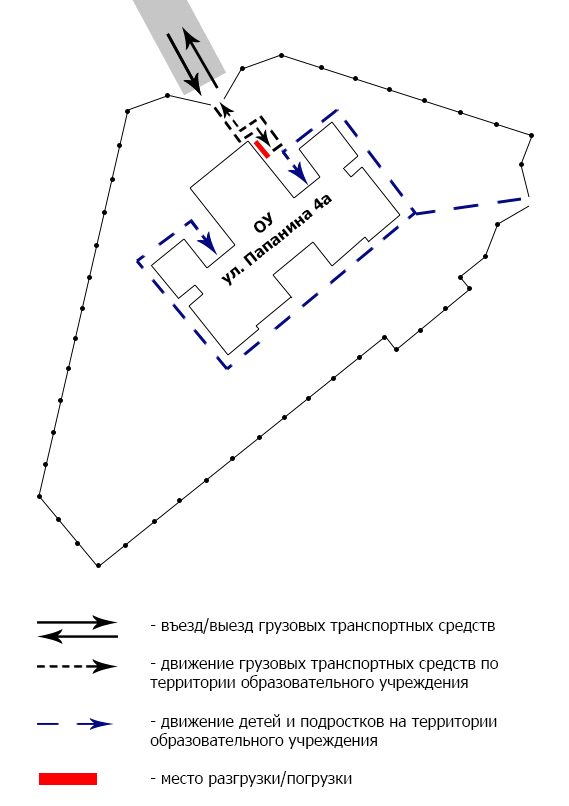 ОУ
ул. Папанина 4а
- въезд/выезд грузовых транспортных средств
- движение грузовых транспортных средств по
территории образовательного учреждения
- движение детей и подростков на территории
образовательного учреждения
- место разгрузки/погрузки